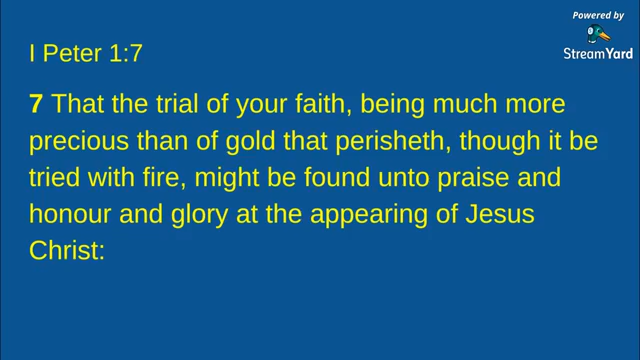 Powered by
StreamYard
I Peter 1:7
7 That the trial of your faith, being much more
precious than of gold that perisheth, though it be
tried with fire, might be found unto praise and
honour and glory at the appearing of Jesus
Christ: